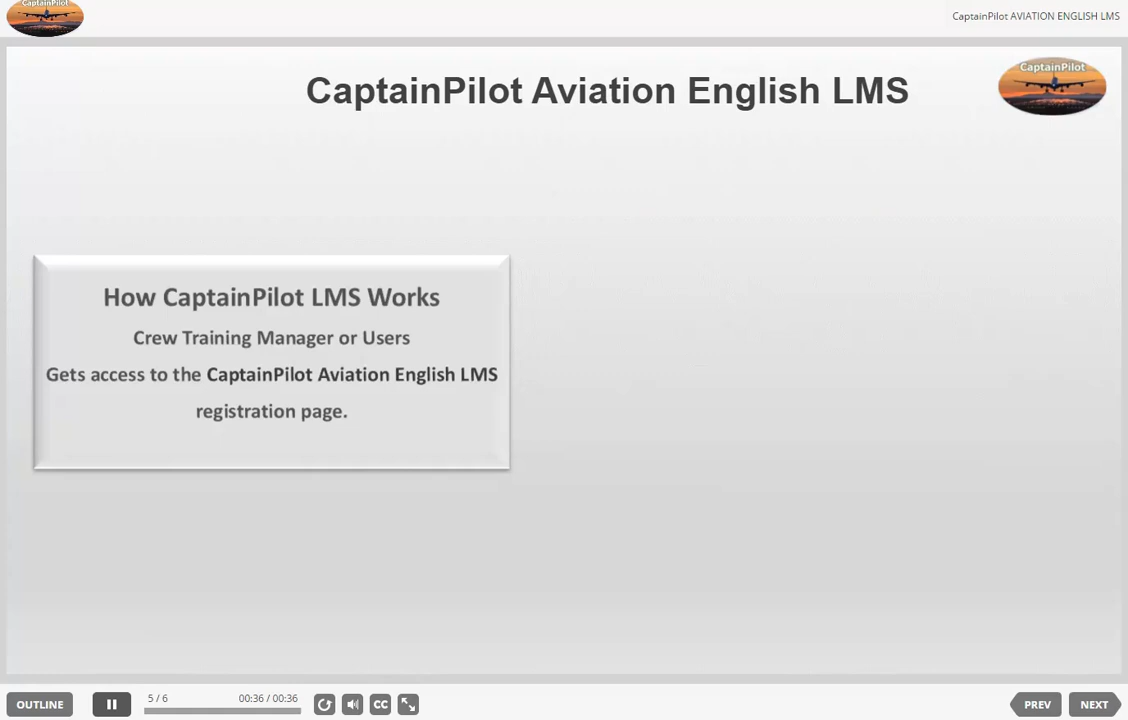 CaptainPilot
CaptainPilot AVIATION ENGLISH LMS
CaptainPilot Aviation English LMS
CaptainPilot
How CaptainPilot LMS Works
Crew Training Manager or Users
Gets access to the CaptainPilot Aviation English LMS
registration page.
OUTLINE
5 / 6
00:36 / 00:36
CC
PREV
NEXT